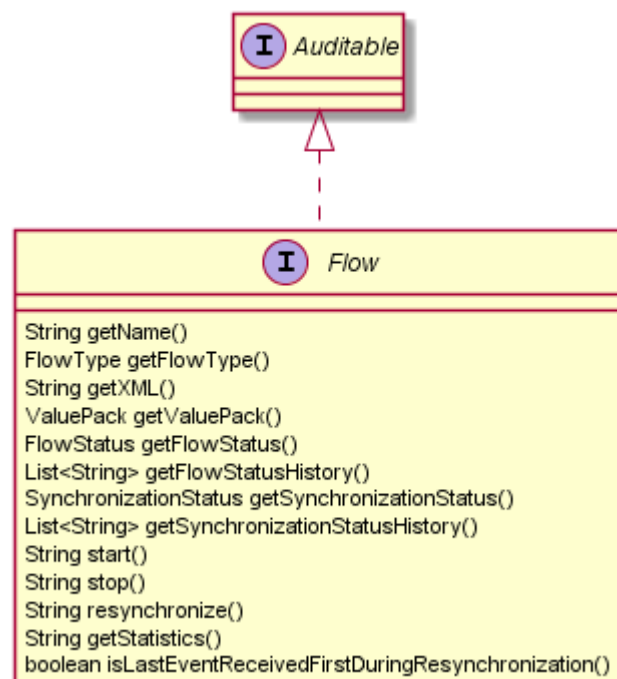 I Auditable
I Flow
String getName()
FlowType getFlowType()
String getXML()
ValuePack getValuePack()
FlowStatus getFlowStatus()
List<String> getFlowStatusHistory()
SynchronizationStatus getSynchronizationStatus()
List<String> getSynchronizationStatusHistory()
String start()
String stop()
String resynchronize()
String getStatistics()
boolean isLastEventReceivedFirstDuringResynchronization()